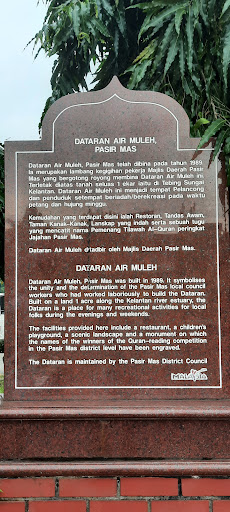 DATARAN AIR MULEH,
PASIR MAS
Dataran Air Muleh, Pasir Mas telah dibina pada tahun 1989.
Ia merupakan lambang kegigihan pekerja Majlis Daerah Pasir
Mas yang bergotong royong membina Dataran Air Muleh ini.
Terletak diatas tanah seluas 1 ekar iaitu di Tebing Sungai
Kelantan. Dataran Air Muleh ini menjadi tempat Pelancong
dan penduduk setempat beriadah/berekreasi pada waktu
petang dan hujung minggu.
Kemudahan yang terdapat disini ialah Restoran, Tandas Awam,
Taman Kanak-Kanak, Lanskap yang indah serta sebuah tugu
yang mencatit nama Pemenang Tilawah Al-Quran peringkat
Jajahan Pasir Mas.
Dataran Air Muleh ditadbir oleh Majlis Daerah Pasir Mas.
DATARAN AIR MULEH
Dataran Air Muleh, Pasir Mas was built in 1989. It symbolises
the unity and the determination of the Pasir Mas local council
workers who had worked laboriously to build the Dataran.
Built on a land 1 acre along the Kelantan river estuary, the
Dataran is a place for many recreational activities for local
folks during the evenings and weekends.
The facilities provided here include a restaurant, a children's
playground, a scenic landscape and a monument on which
the names of the winners of the Quran-reading competition
in the Pasir Mas district level have been engraved.
The Dataran is maintained by the Pasir Mas District Council
MALAYSIA